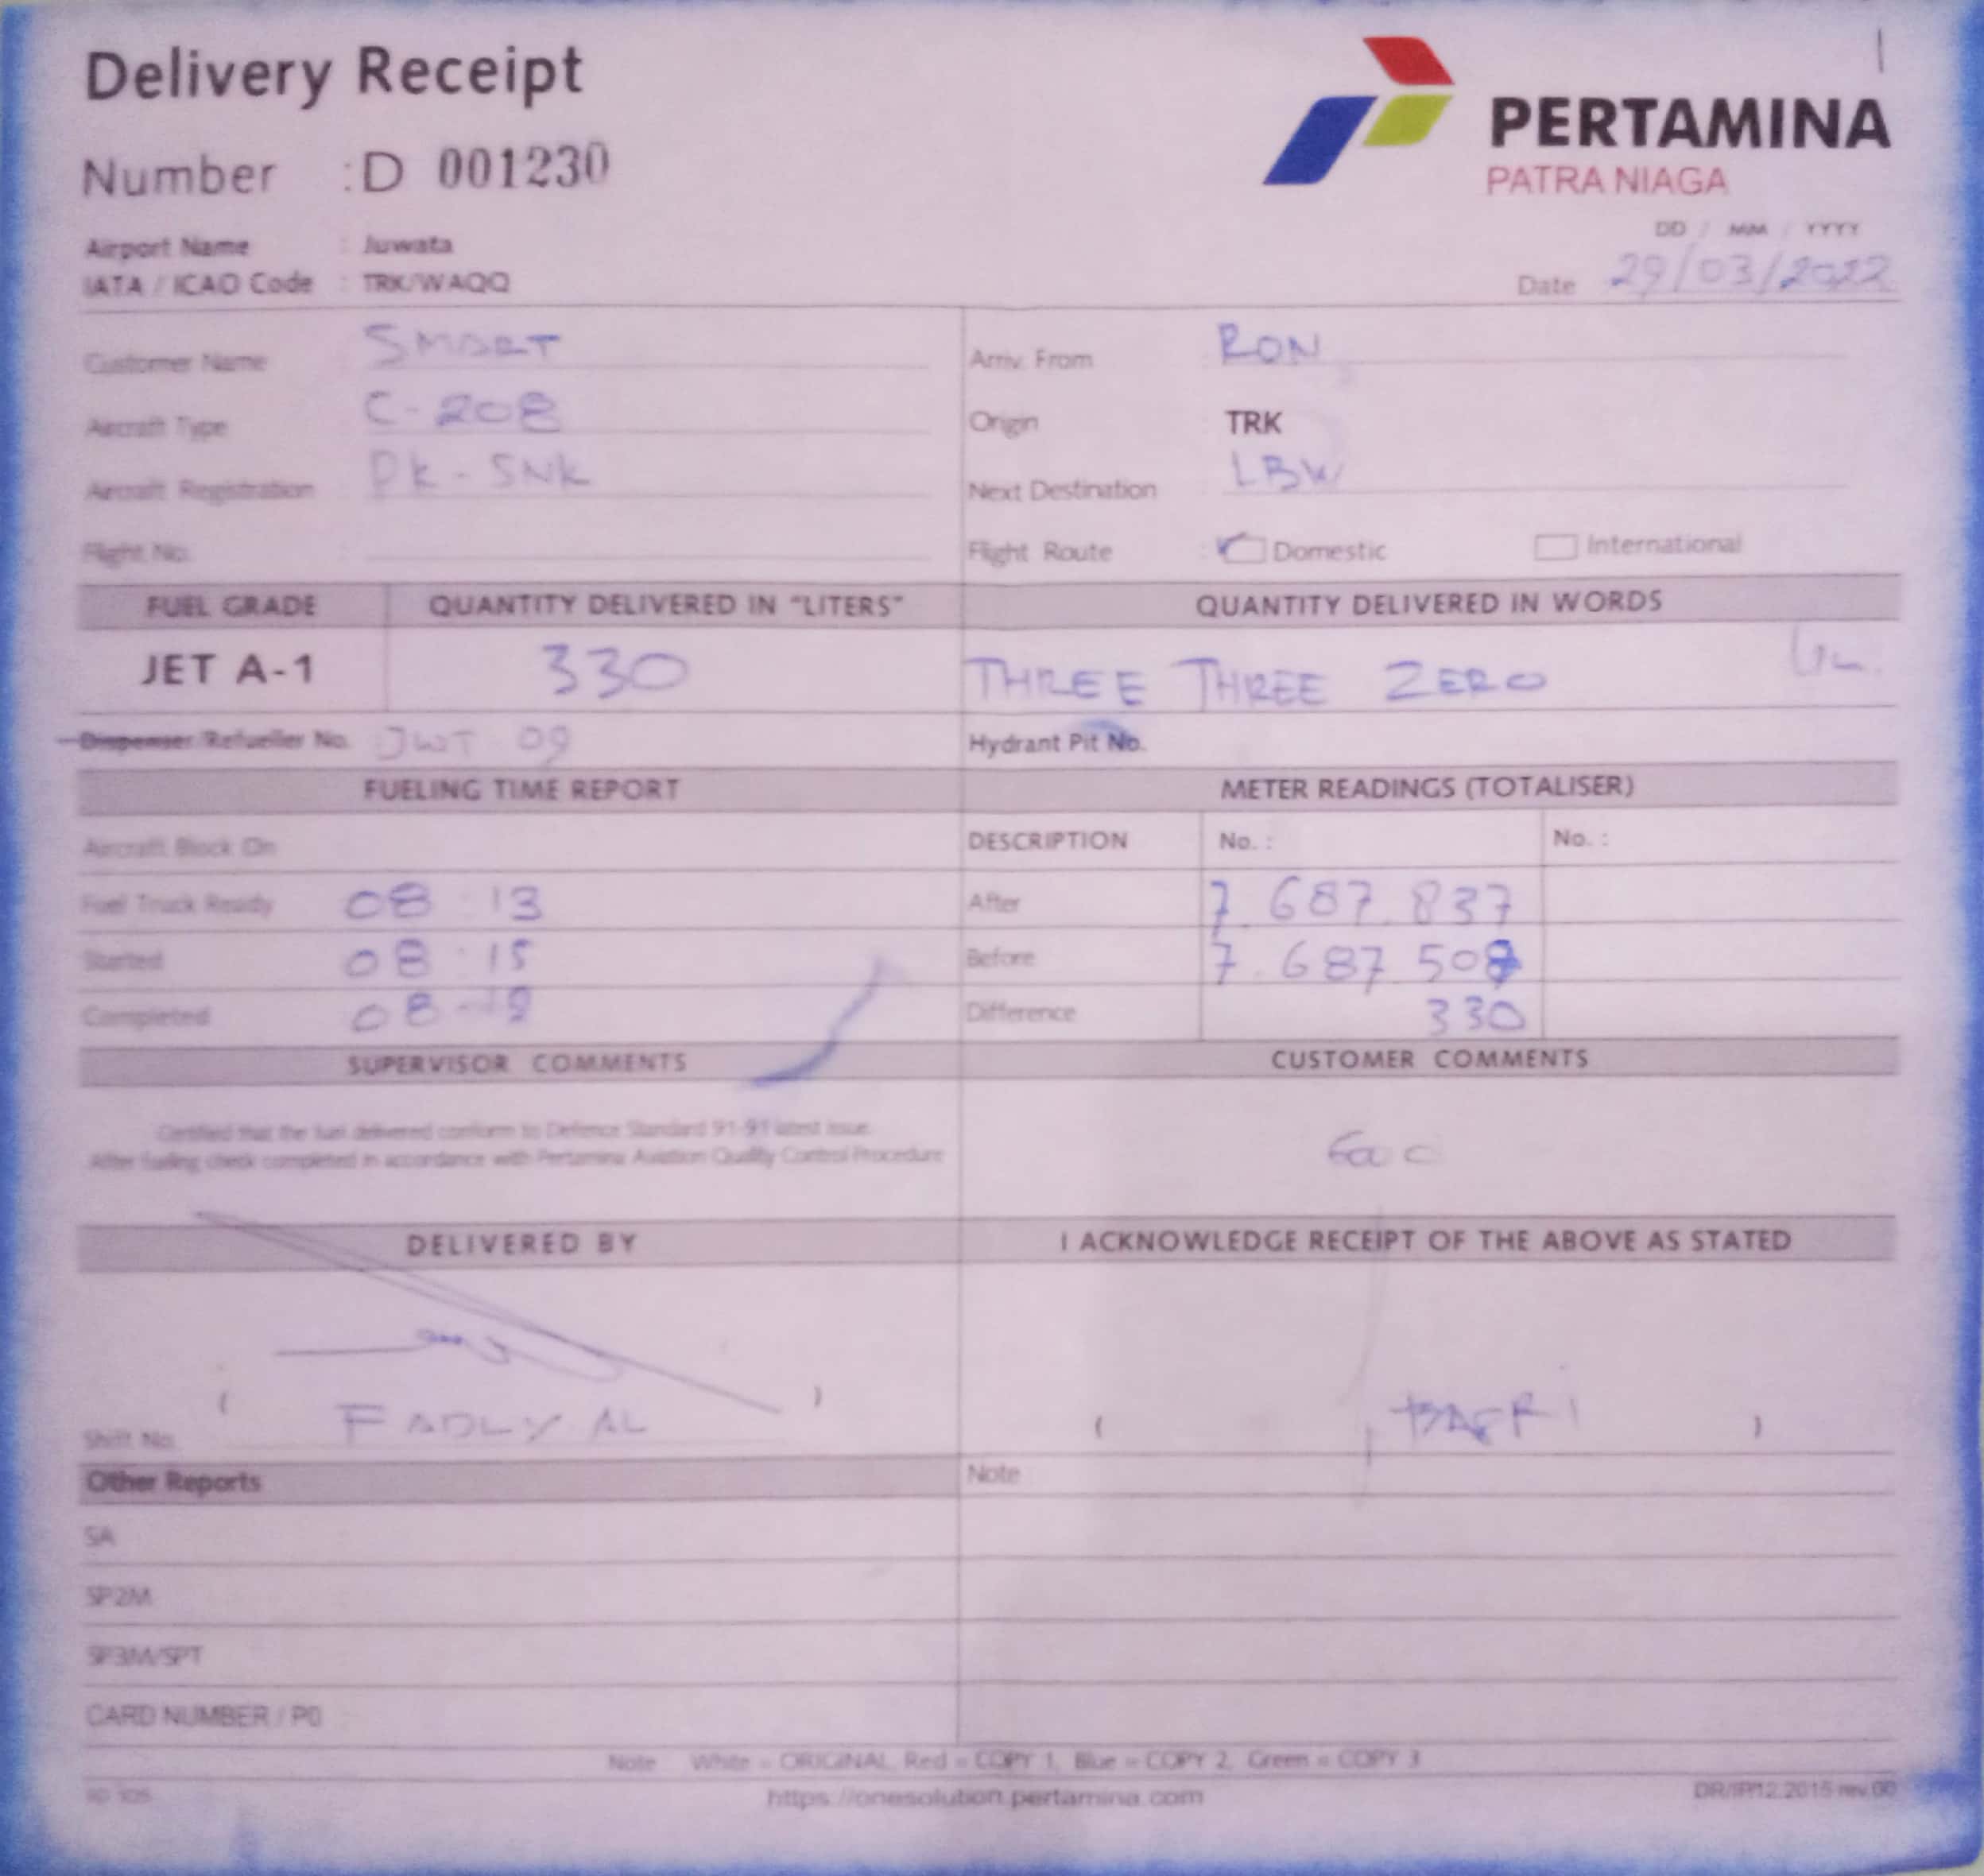 Delivery Receipt
Number : D 001230
PERTAMINA
PATRA NIAGA
Airport Name : Juwata
IATA / ICAO Code : TRK/WAQQ
DD / MM / YYYY
Date 29/03/2022
Customer Name SMART
Arriv. From RON
Aircraft Type C-208
Origin TRK
Aircraft Registration PK-SNK
Next Destination LBW
Flight No.
Flight Route : Domestic International
FUEL GRADE QUANTITY DELIVERED IN "LITERS" QUANTITY DELIVERED IN WORDS
JET A-1 330 THREE THREE ZERO
Dispenser/Refueller No. JWT 09 Hydrant Pit No.
FUELING TIME REPORT METER READINGS (TOTALISER)
Aircraft Block On DESCRIPTION No. : No. :
Fuel Truck Ready 08 : 13 After 7.687.837
Started 08 : 15 Before 7.687 507
Completed 08 Difference 330
SUPERVISOR COMMENTS CUSTOMER COMMENTS
Certified that the fuel delivered conform to Defence Standard 91-91 latest issue.
After fueling check completed in accordance with Pertamina Aviation Quality Control Procedure
DELIVERED BY I ACKNOWLEDGE RECEIPT OF THE ABOVE AS STATED
Shift No. ( FADLY AL ) ( )
Other Reports Note
SA
SP2M
SP3M/SPT
CARD NUMBER / PO
Note White = ORIGINAL, Red = COPY 1, Blue = COPY 2, Green = COPY 3
https://onesolution.pertamina.com
DR/IP/12.2015 rev.00